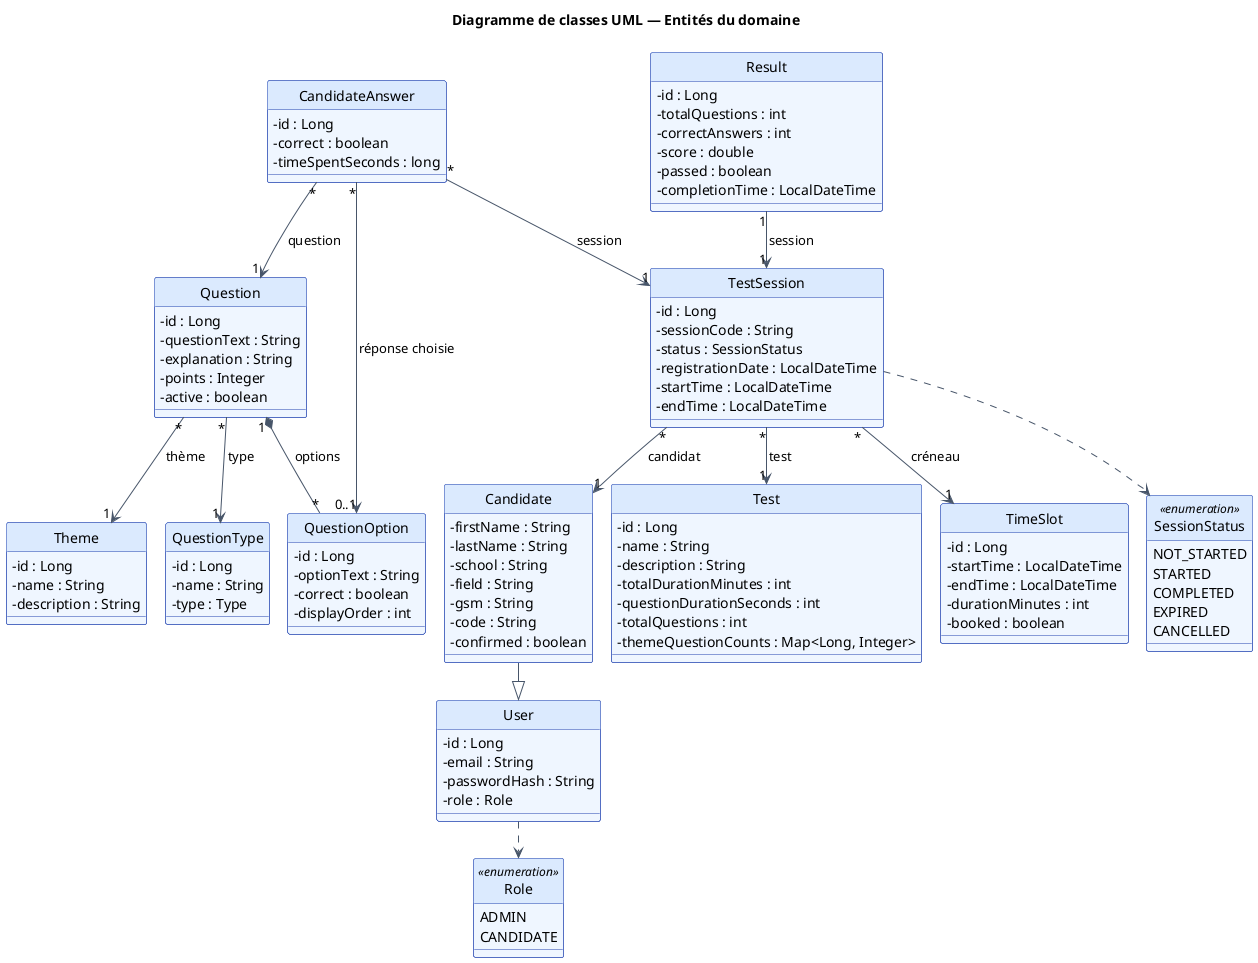 Diagramme de classes UML — Entités du domaine
CandidateAnswer
-id : Long
-correct : boolean
-timeSpentSeconds : long
Result
-id : Long
-totalQuestions : int
-correctAnswers : int
-score : double
-passed : boolean
-completionTime : LocalDateTime
*
*
*
1
question
session
session
réponse choisie
1
1
1
Question
-id : Long
-questionText : String
-explanation : String
-points : Integer
-active : boolean
TestSession
-id : Long
-sessionCode : String
-status : SessionStatus
-registrationDate : LocalDateTime
-startTime : LocalDateTime
-endTime : LocalDateTime
*
*
1
*
*
*
thème
type
options
candidat
test
créneau
1
1
*
0..1
1
1
1
Theme
-id : Long
-name : String
-description : String
QuestionType
-id : Long
-name : String
-type : Type
QuestionOption
-id : Long
-optionText : String
-correct : boolean
-displayOrder : int
Candidate
-firstName : String
-lastName : String
-school : String
-field : String
-gsm : String
-code : String
-confirmed : boolean
Test
-id : Long
-name : String
-description : String
-totalDurationMinutes : int
-questionDurationSeconds : int
-totalQuestions : int
-themeQuestionCounts : Map<Long, Integer>
TimeSlot
-id : Long
-startTime : LocalDateTime
-endTime : LocalDateTime
-durationMinutes : int
-booked : boolean
«enumeration»
SessionStatus
NOT_STARTED
STARTED
COMPLETED
EXPIRED
CANCELLED
User
-id : Long
-email : String
-passwordHash : String
-role : Role
«enumeration»
Role
ADMIN
CANDIDATE